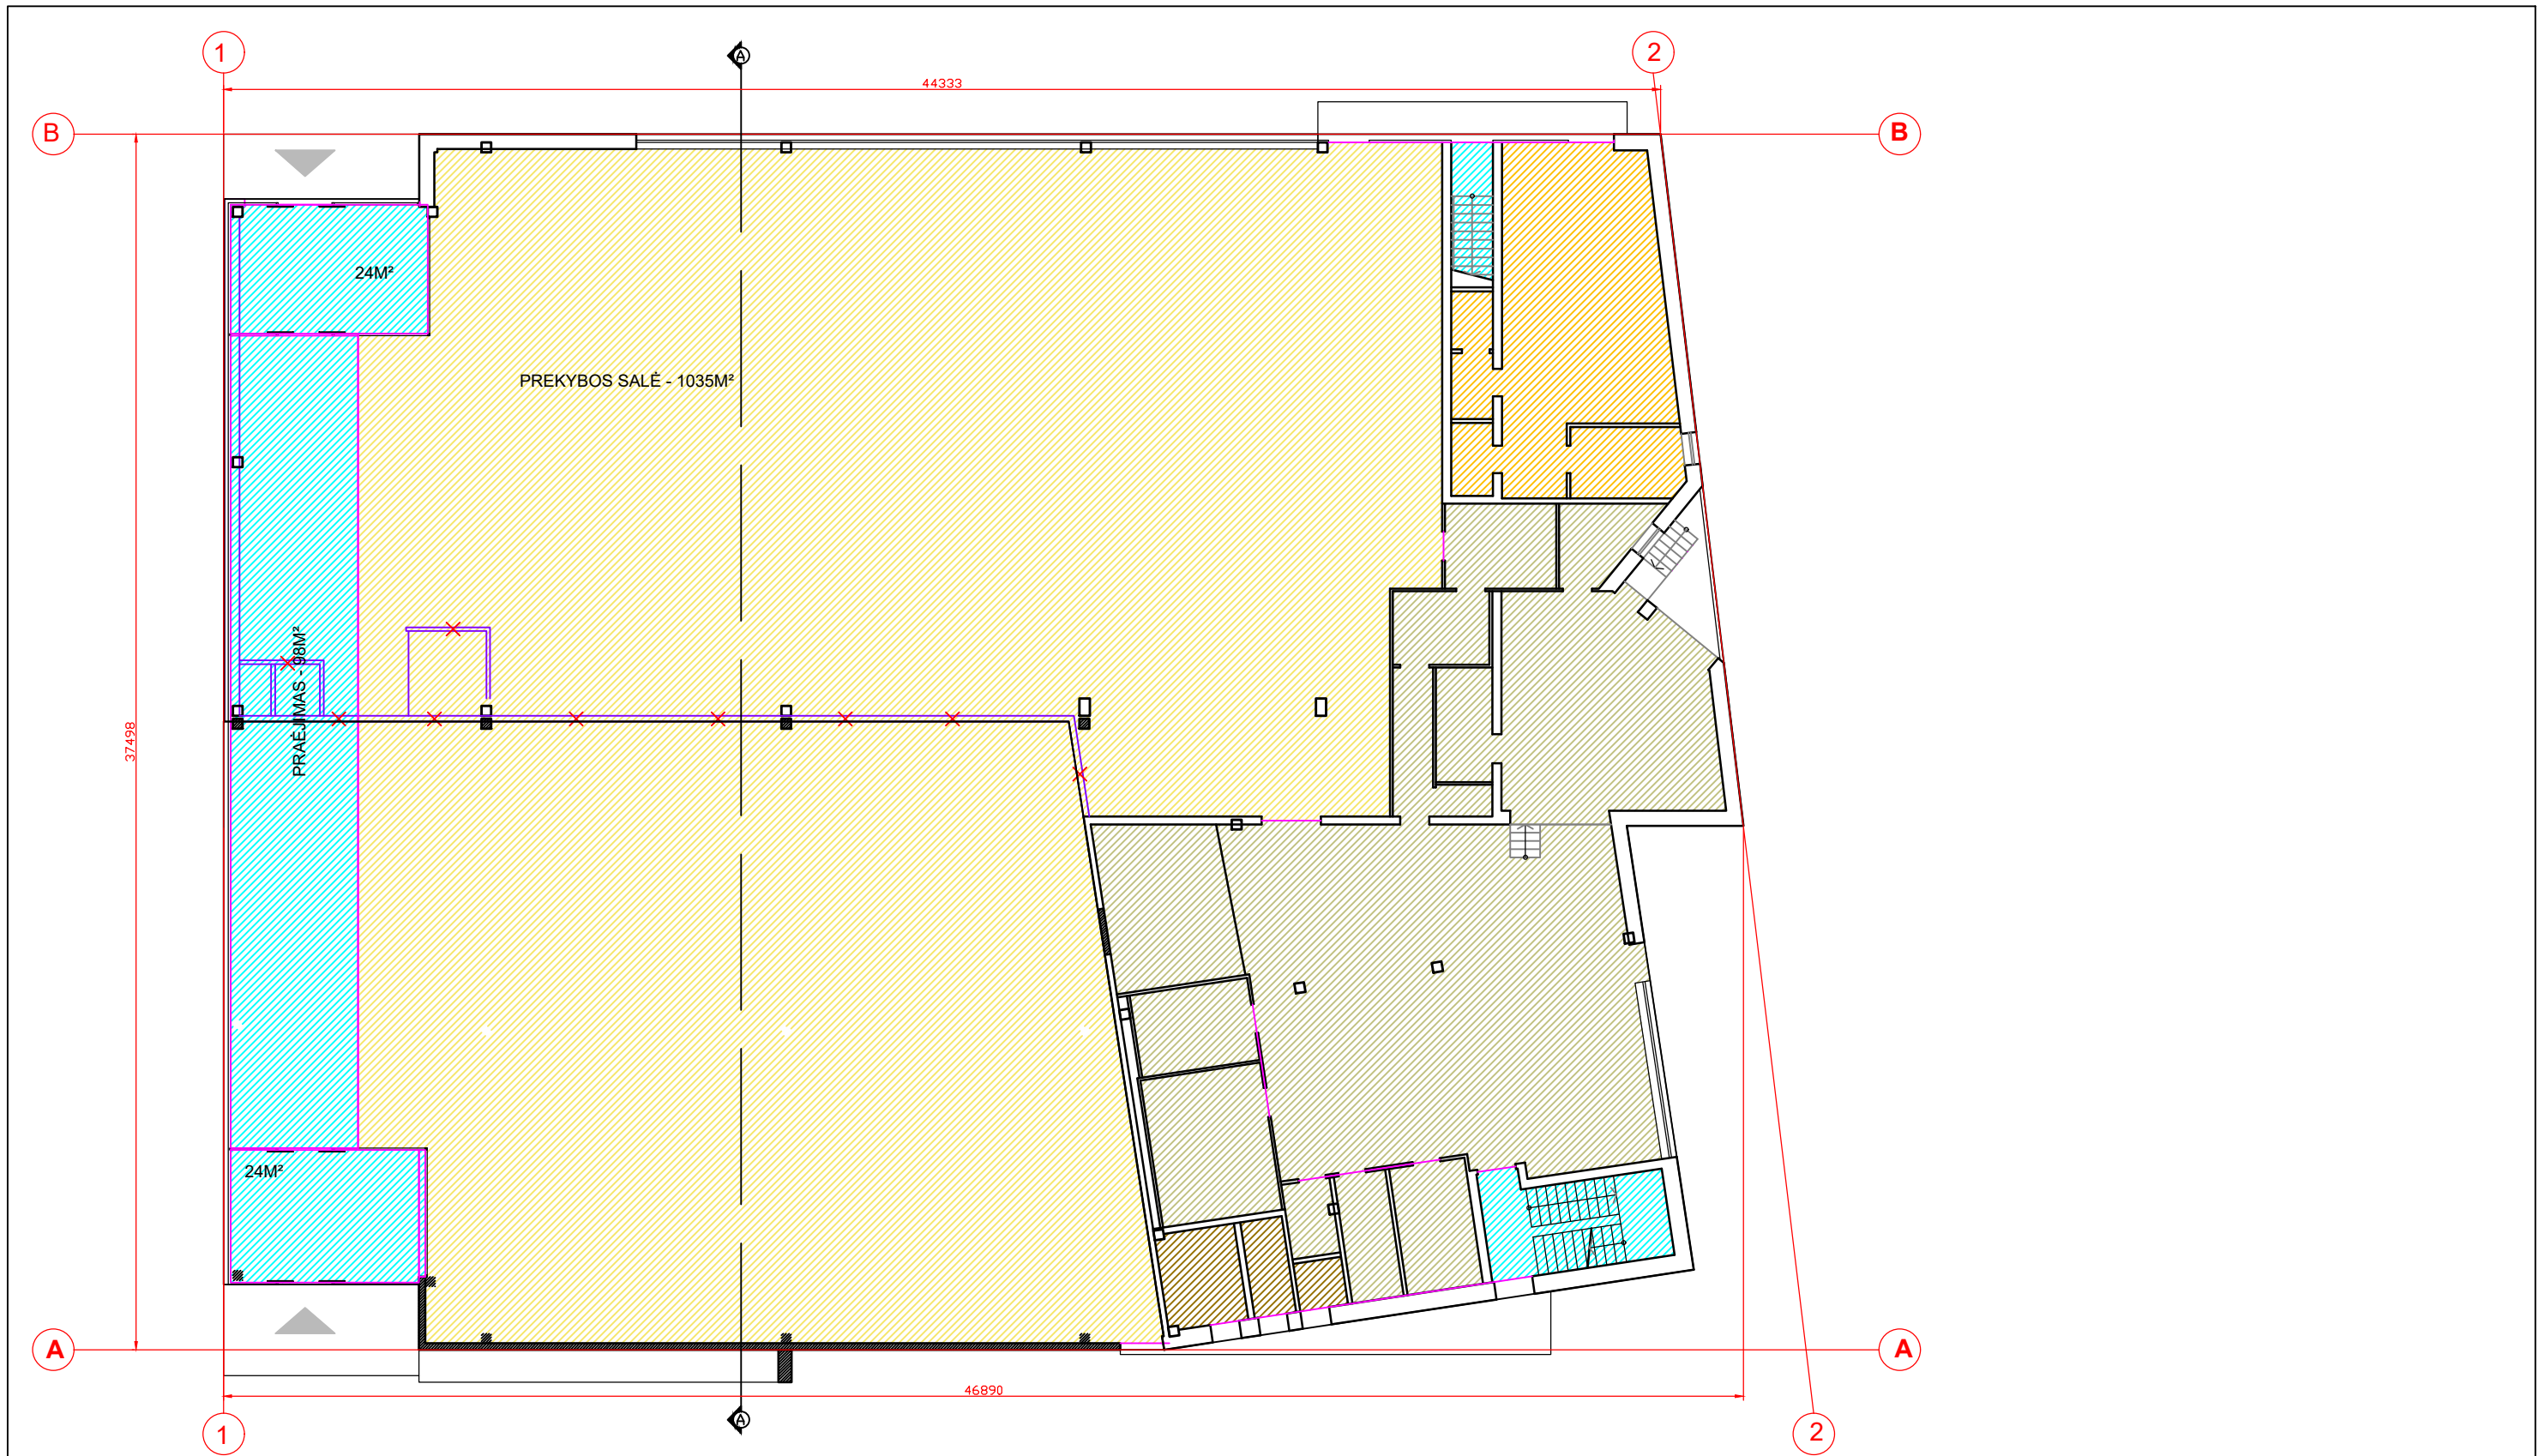 1
2
A
44333
B
B
24M²
PREKYBOS SALĖ - 1035M²
PRAĖJIMAS - 98M²
37498
24M²
A
A
46890
1
A
2